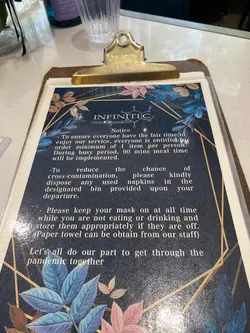 INFINITEC
Notice
- To ensure everyone have the fair time to
enjoy our service, everyone is entitled to
order minimum of 1 item per person.
During busy period, 90 mins meal time
will be implemented.
-To reduce the chance of
cross-contamination, please kindly
dispose any used napkins in the
designated bin provided upon your
departure.
- Please keep your mask on at all time
while you are not eating or drinking and
store them appropriately if they are off.
(Paper towel can be obtain from our staff)
Let's all do our part to get through the
pandemic together